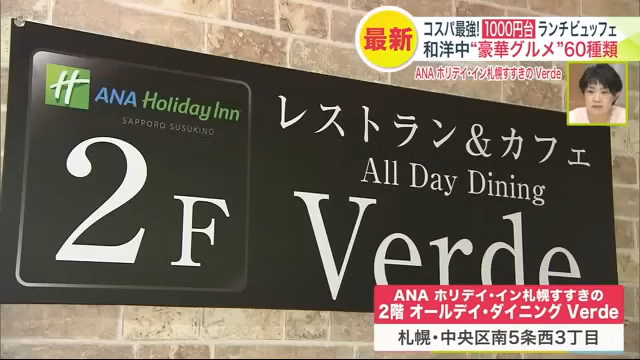 最新
コスパ最強!1000円台ランチビュッフェ
和洋中“豪華グルメ”60種類
ANA ホリデイ・イン札幌すすきの Verde
H ANA Holiday Inn
SAPPORO SUSUKINO
2F
レストラン&カフェ
All Day Dining
Verde
ANA ホリデイ・イン札幌すすきの
2階 オールデイ・ダイニング Verde
札幌・中央区南5条西3丁目